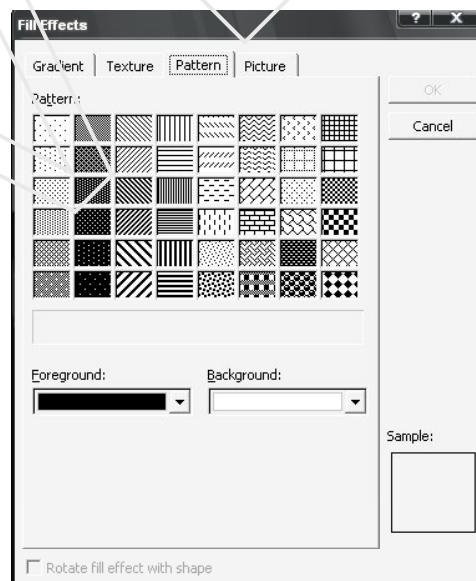 Fill Effects ? X
Gradient Texture Pattern Picture
Pattern:
OK
Cancel
Foreground: Background:
Sample:
Rotate fill effect with shape